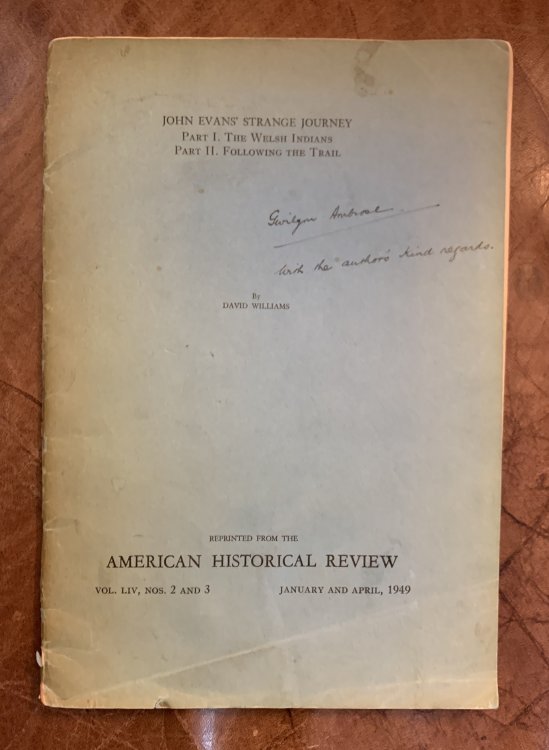 JOHN EVANS' STRANGE JOURNEY
PART I. THE WELSH INDIANS
PART II. FOLLOWING THE TRAIL
Gwilym Ambrose
With the author's kind regards.
By
DAVID WILLIAMS
REPRINTED FROM THE
AMERICAN HISTORICAL REVIEW
VOL. LIV, NOS. 2 AND 3 JANUARY AND APRIL, 1949